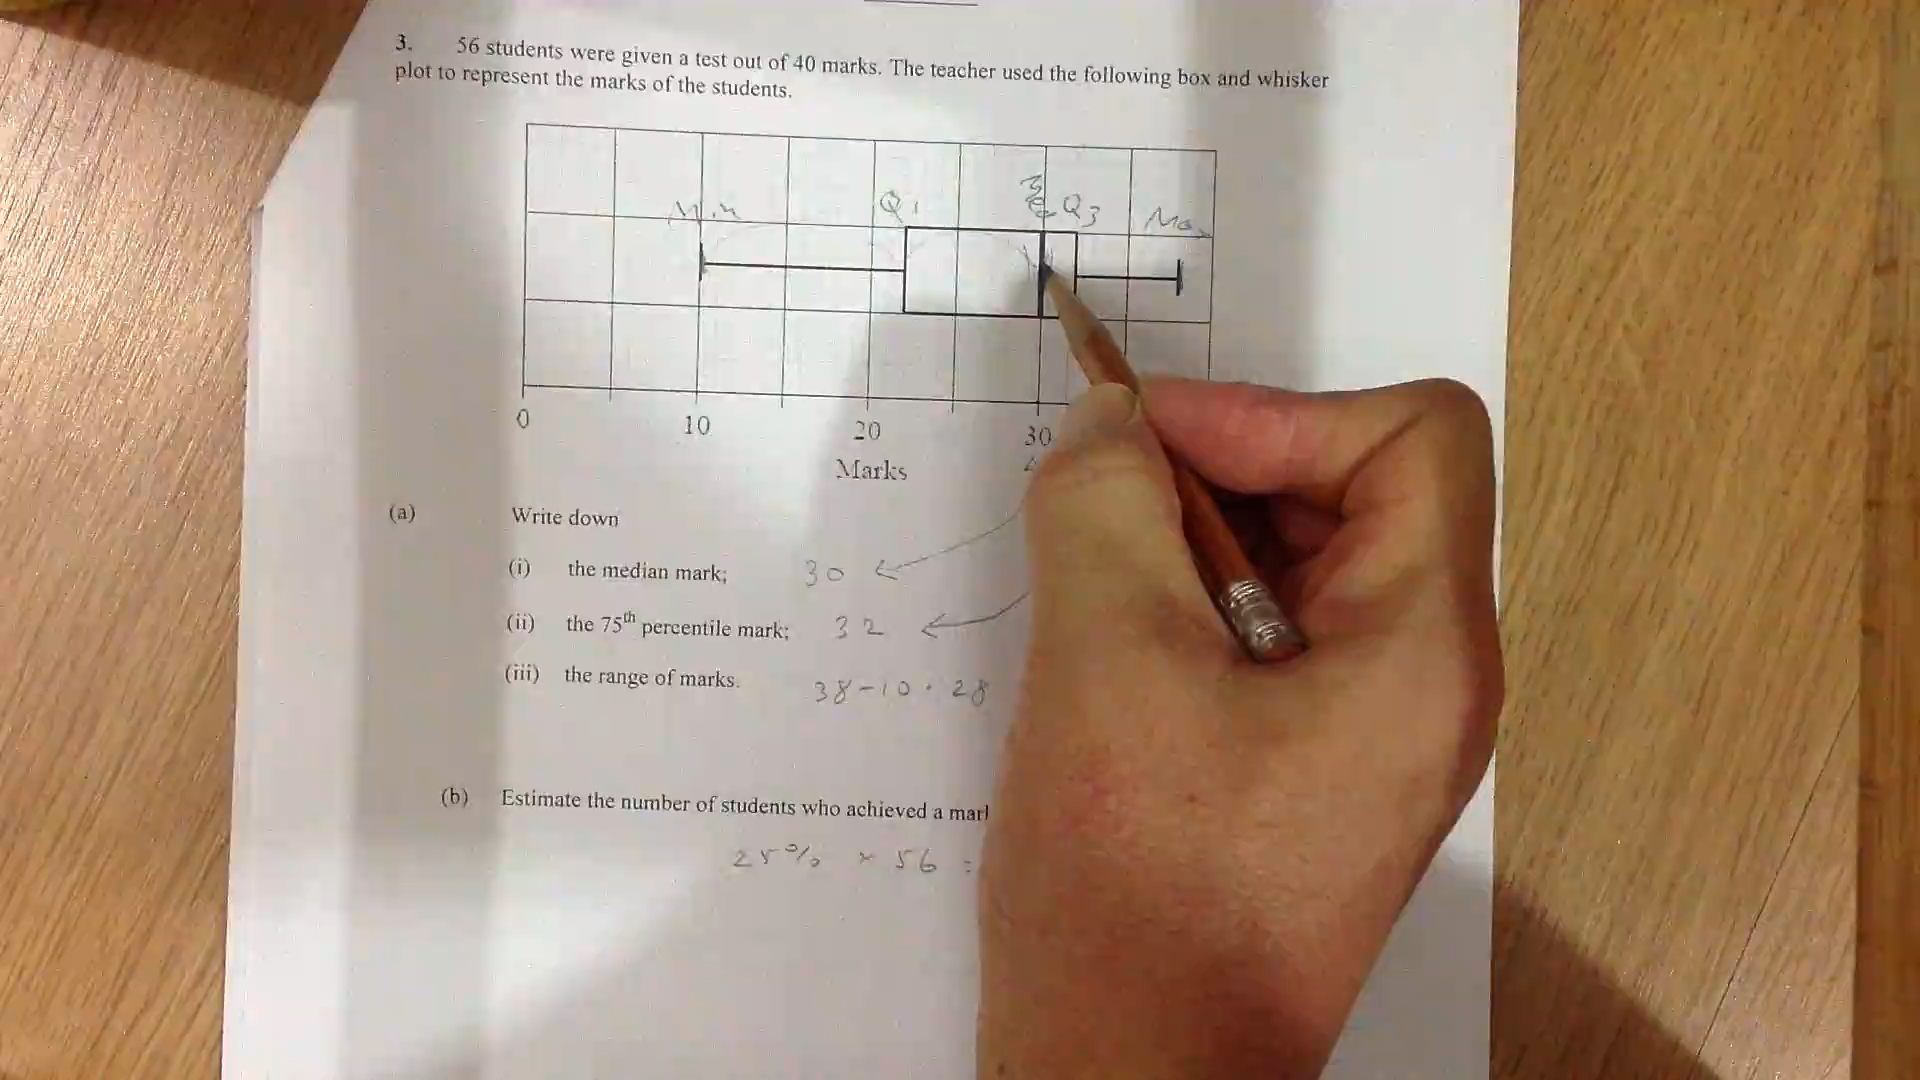 3. 56 students were given a test out of 40 marks. The teacher used the following box and whisker
plot to represent the marks of the students.
Min Q1 Q3 Max
0 10 20 30
Marks
(a) Write down
(i) the median mark; 30
(ii) the 75th percentile mark; 32
(iii) the range of marks. 38-10 = 28
(b) Estimate the number of students who achieved a mar
25% × 56 =